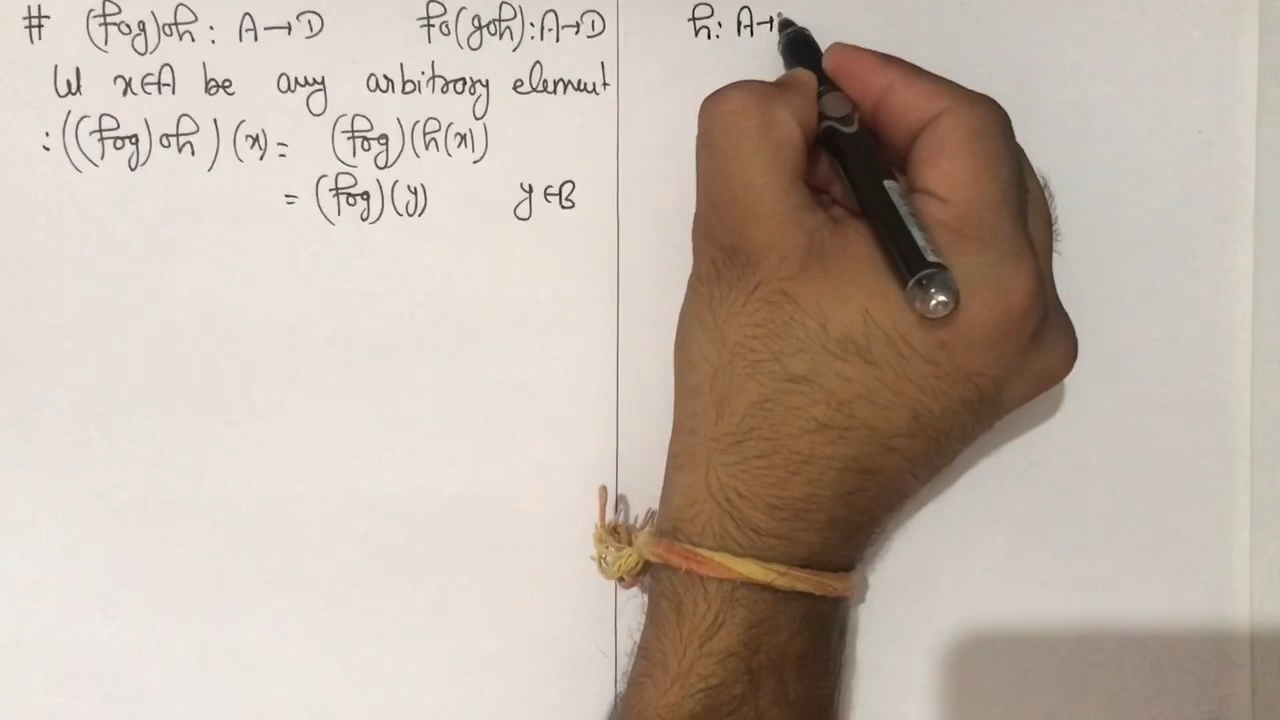 # (fog)oh : A→D fo(goh):A→D
Let x∈A be any arbitrary element
: ((fog)oh)(x) = (fog)(h(x))
= (fog)(y) y∈B
h: A→